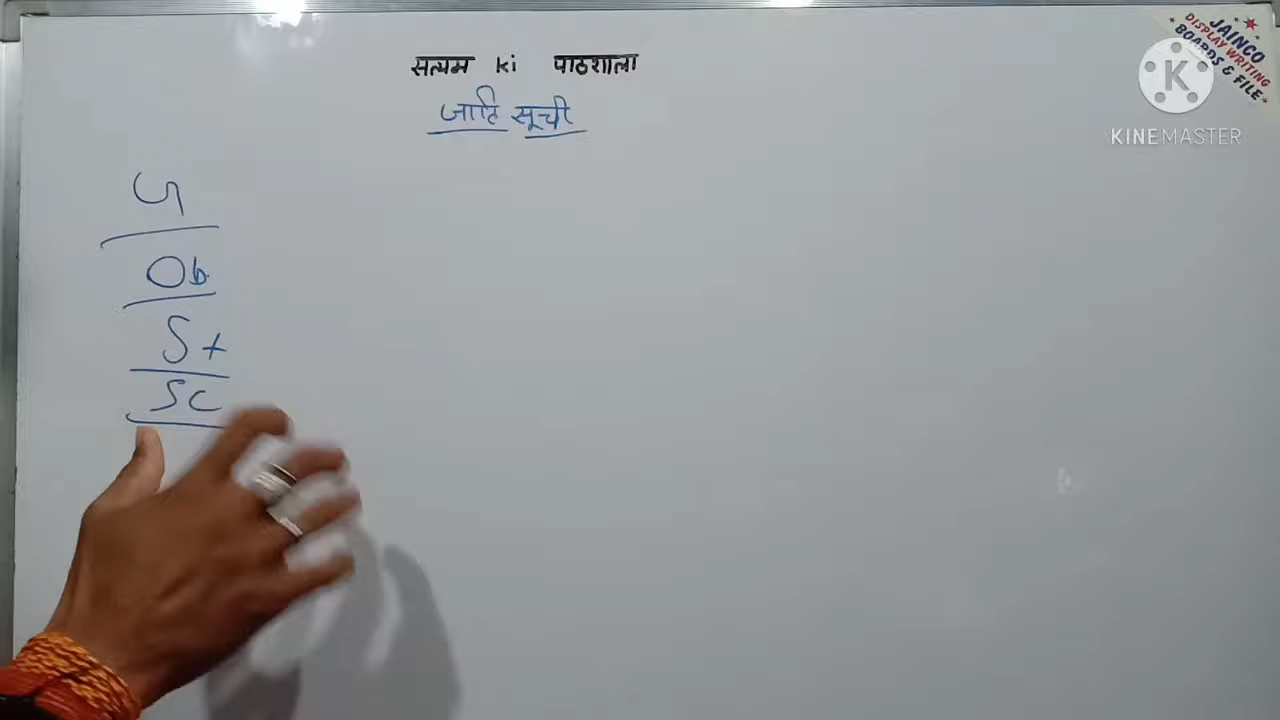 सत्यम ki पाठशाला
जाति सूची
Ob
St
Sc
JAINCO
DISPLAY WRITING
BOARDS & FILE
K
KINEMASTER